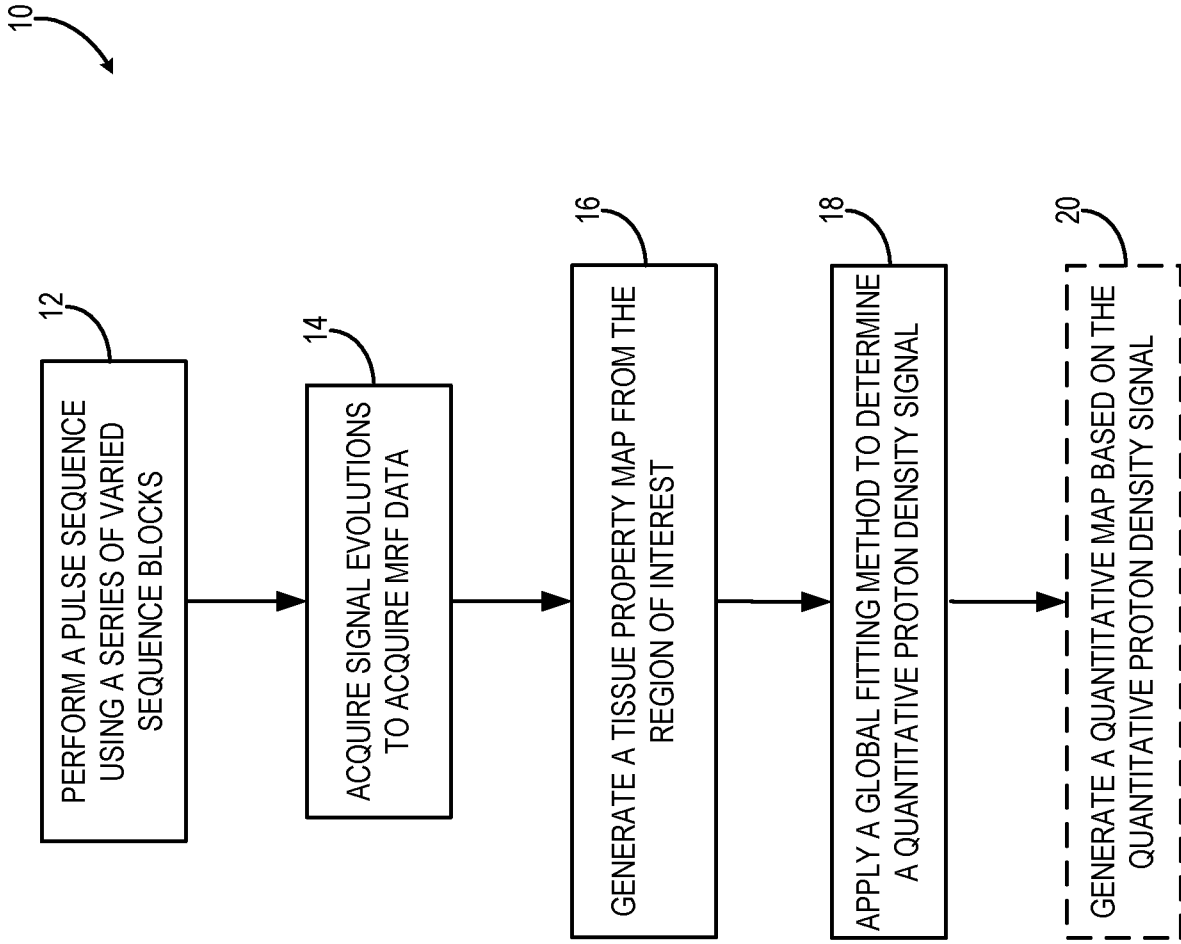 10
12
PERFORM A PULSE SEQUENCE
USING A SERIES OF VARIED
SEQUENCE BLOCKS
14
ACQUIRE SIGNAL EVOLUTIONS
TO ACQUIRE MRF DATA
16
GENERATE A TISSUE PROPERTY MAP FROM THE
REGION OF INTEREST
18
APPLY A GLOBAL FITTING METHOD TO DETERMINE
A QUANTITATIVE PROTON DENSITY SIGNAL
20
GENERATE A QUANTITATIVE MAP BASED ON THE
QUANTITATIVE PROTON DENSITY SIGNAL